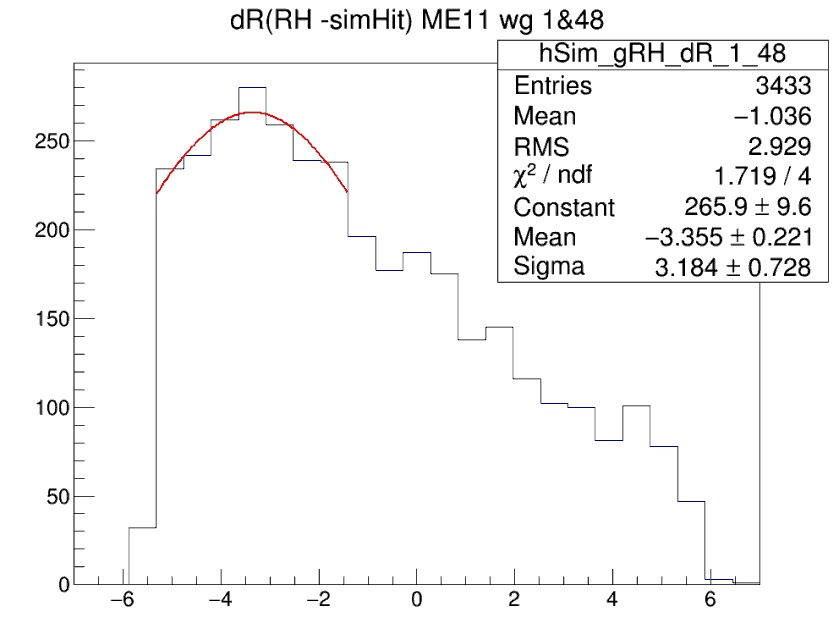 dR(RH -simHit) ME11 wg 1&48
hSim_gRH_dR_1_48
Entries 3433
Mean −1.036
RMS 2.929
χ² / ndf 1.719 / 4
Constant 265.9 ± 9.6
Mean −3.355 ± 0.221
Sigma 3.184 ± 0.728
250
200
150
100
50
0
−6 −4 −2 0 2 4 6